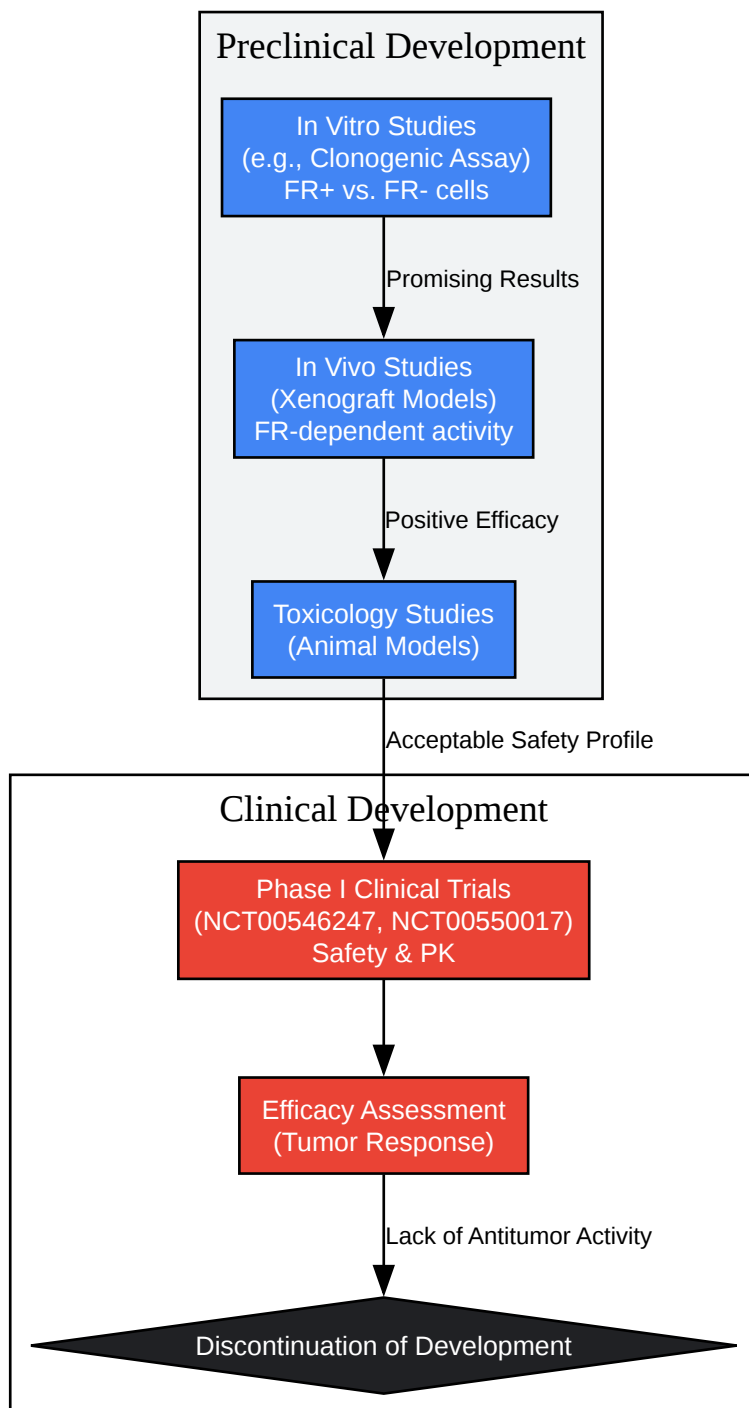 Preclinical Development
In Vitro Studies
(e.g., Clonogenic Assay)
FR+ vs. FR- cells
Promising Results
In Vivo Studies
(Xenograft Models)
FR-dependent activity
Positive Efficacy
Toxicology Studies
(Animal Models)
Acceptable Safety Profile
Clinical Development
Phase I Clinical Trials
(NCT00546247, NCT00550017)
Safety & PK
Efficacy Assessment
(Tumor Response)
Lack of Antitumor Activity
Discontinuation of Development